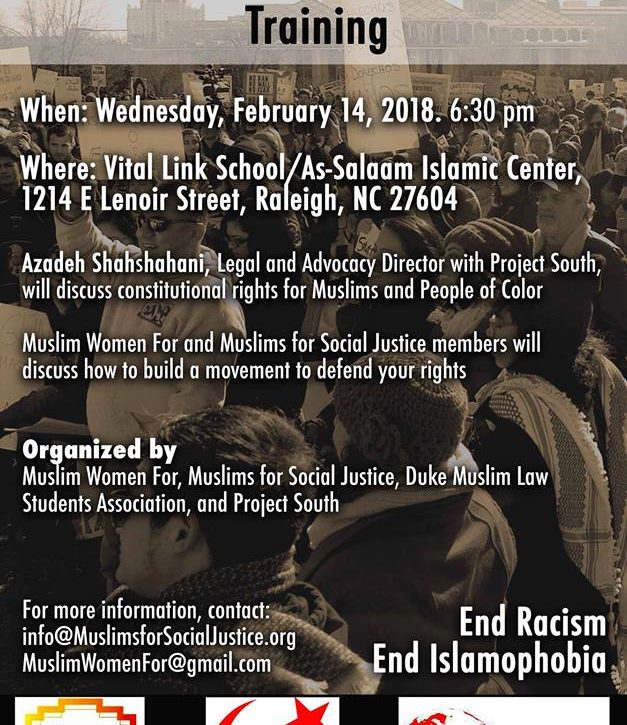 Training
When: Wednesday, February 14, 2018. 6:30 pm
Where: Vital Link School/As-Salaam Islamic Center,
1214 E Lenoir Street, Raleigh, NC 27604
Azadeh Shahshahani, Legal and Advocacy Director with Project South,
will discuss constitutional rights for Muslims and People of Color
Muslim Women For and Muslims for Social Justice members will
discuss how to build a movement to defend your rights
Organized by
Muslim Women For, Muslims for Social Justice, Duke Muslim Law
Students Association, and Project South
For more information, contact:
info@MuslimsforSocialJustice.org
MuslimWomenFor@gmail.com
End Racism
End Islamophobia